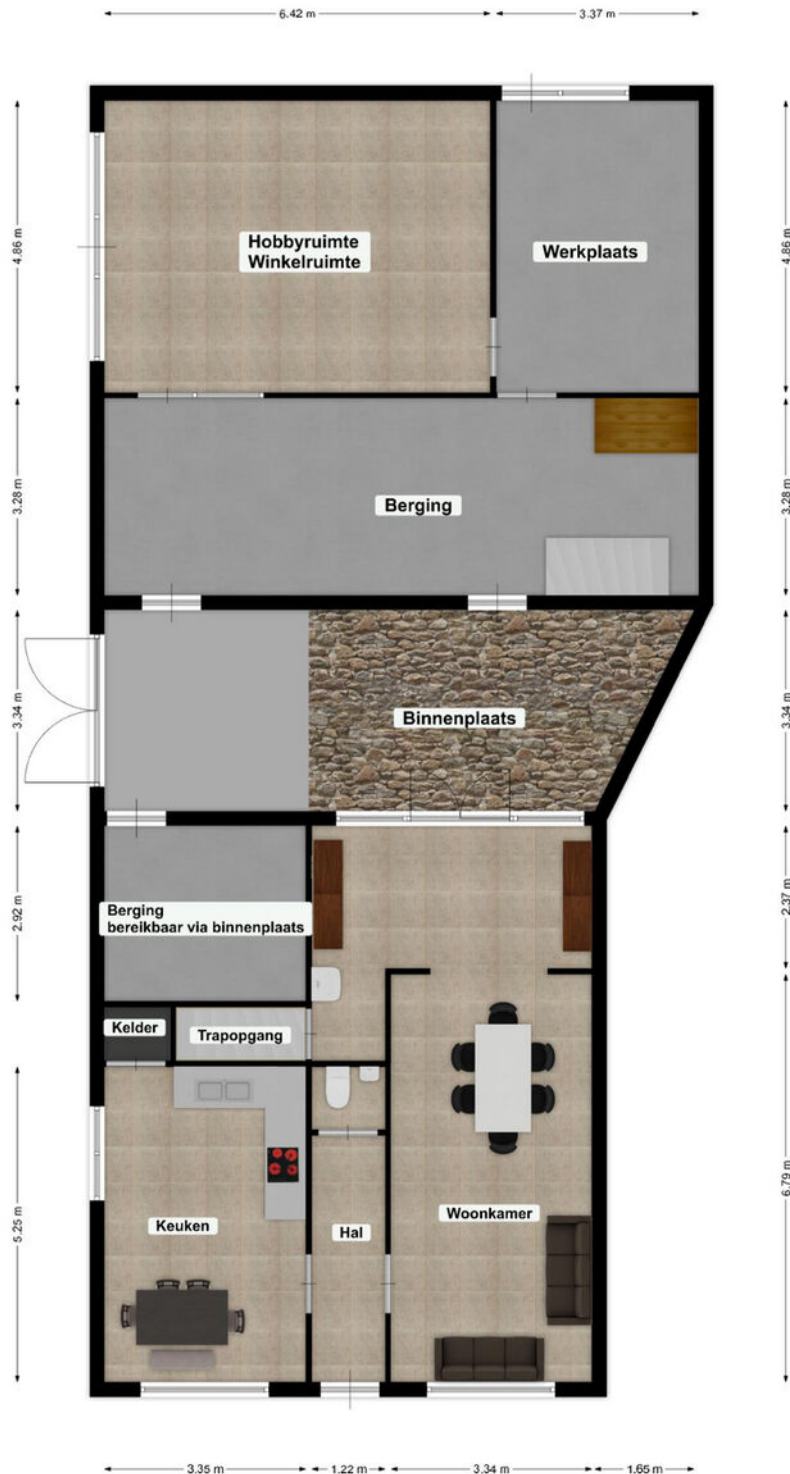 6.42 m
3.37 m
4.86 m
4.86 m
Hobbyruimte
Winkelruimte
Werkplaats
3.28 m
3.28 m
Berging
3.34 m
3.34 m
Binnenplaats
2.92 m
2.37 m
Berging
bereikbaar via binnenplaats
Kelder
Trapopgang
5.25 m
6.79 m
Keuken
Hal
Woonkamer
3.35 m
1.22 m
3.34 m
1.65 m